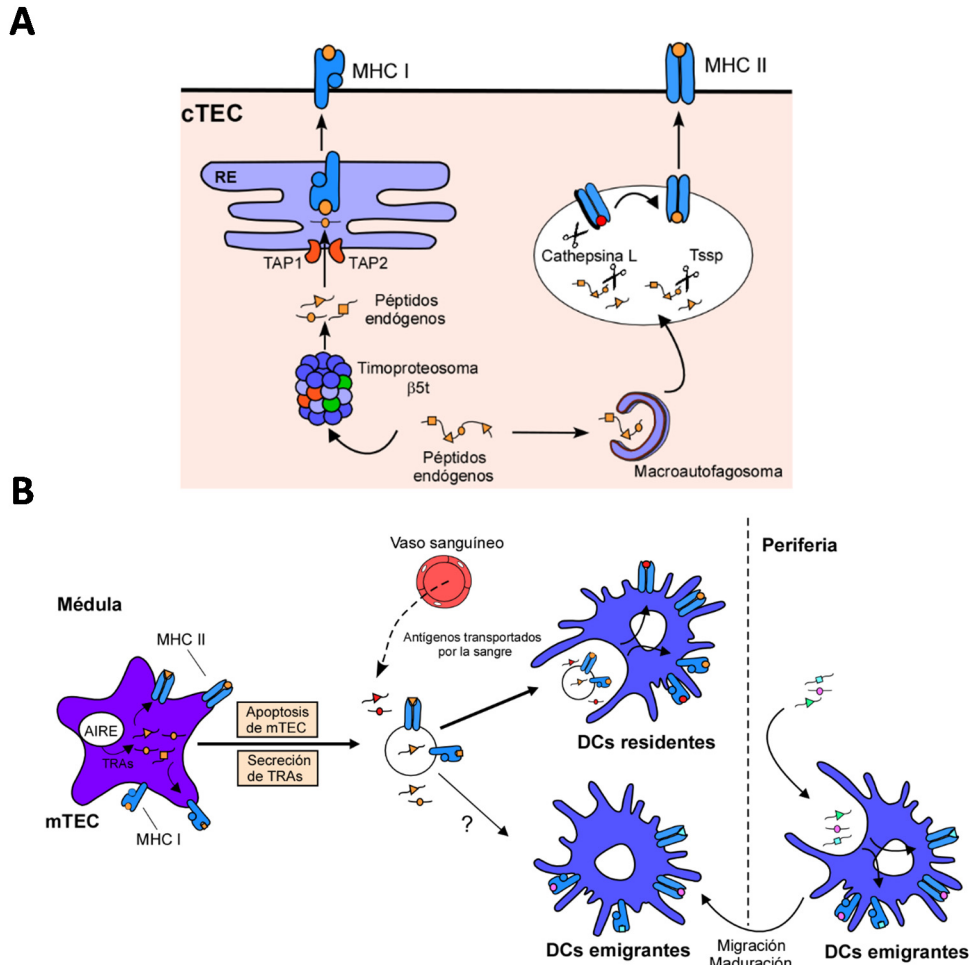 A
MHC I
MHC II
cTEC
RE
TAP1
TAP2
Péptidos
endógenos
Cathepsina L
Tssp
Timoproteosoma
β5t
Péptidos
endógenos
Macroautofagosoma
B
Vaso sanguíneo
Periferia
Médula
Antígenos transportados
por la sangre
MHC II
AIRE
TRAs
Apoptosis
de mTEC
Secreción
de TRAs
mTEC
MHC I
DCs residentes
?
DCs emigrantes
Migración
Maduración
DCs emigrantes